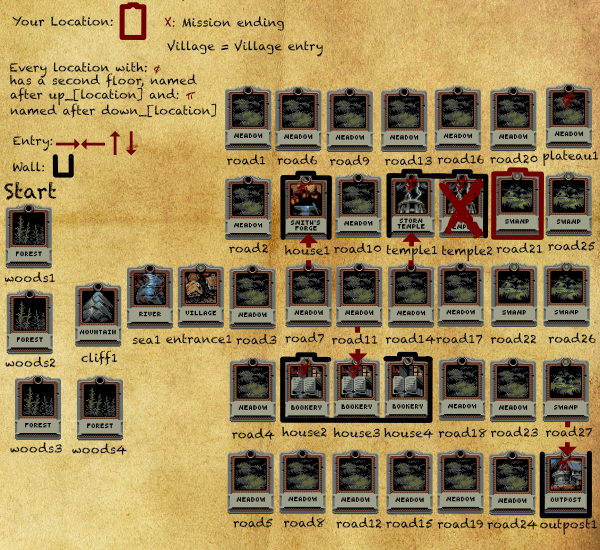 Your Location: X: Mission ending
Village = Village entry
Every Location with: ø
has a second floor, named
after up_[location] and: π
named after down_[location]
Entry:
Wall:
Start
MEADOW MEADOW MEADOW MEADOW MEADOW MEADOW MEADOW
road1 road6 road9 road13 road16 road20 plateau1
FOREST MEADOW SMITH'S FORGE MEADOW STORM TEMPLE SWAMP SWAMP
woods1 road2 house1 road10 temple1 temple2 road21 road25
FOREST MOUNTAIN RIVER VILLAGE MEADOW MEADOW MEADOW MEADOW MEADOW SWAMP SWAMP
woods2 cliff1 sea1 entrance1 road3 road7 road11 road14 road17 road22 road26
FOREST FOREST MEADOW BOOKERY BOOKERY BOOKERY MEADOW MEADOW SWAMP
woods3 woods4 road4 house2 house3 house4 road18 road23 road27
MEADOW MEADOW MEADOW MEADOW MEADOW MEADOW OUTPOST
road5 road8 road12 road15 road19 road24 outpost1